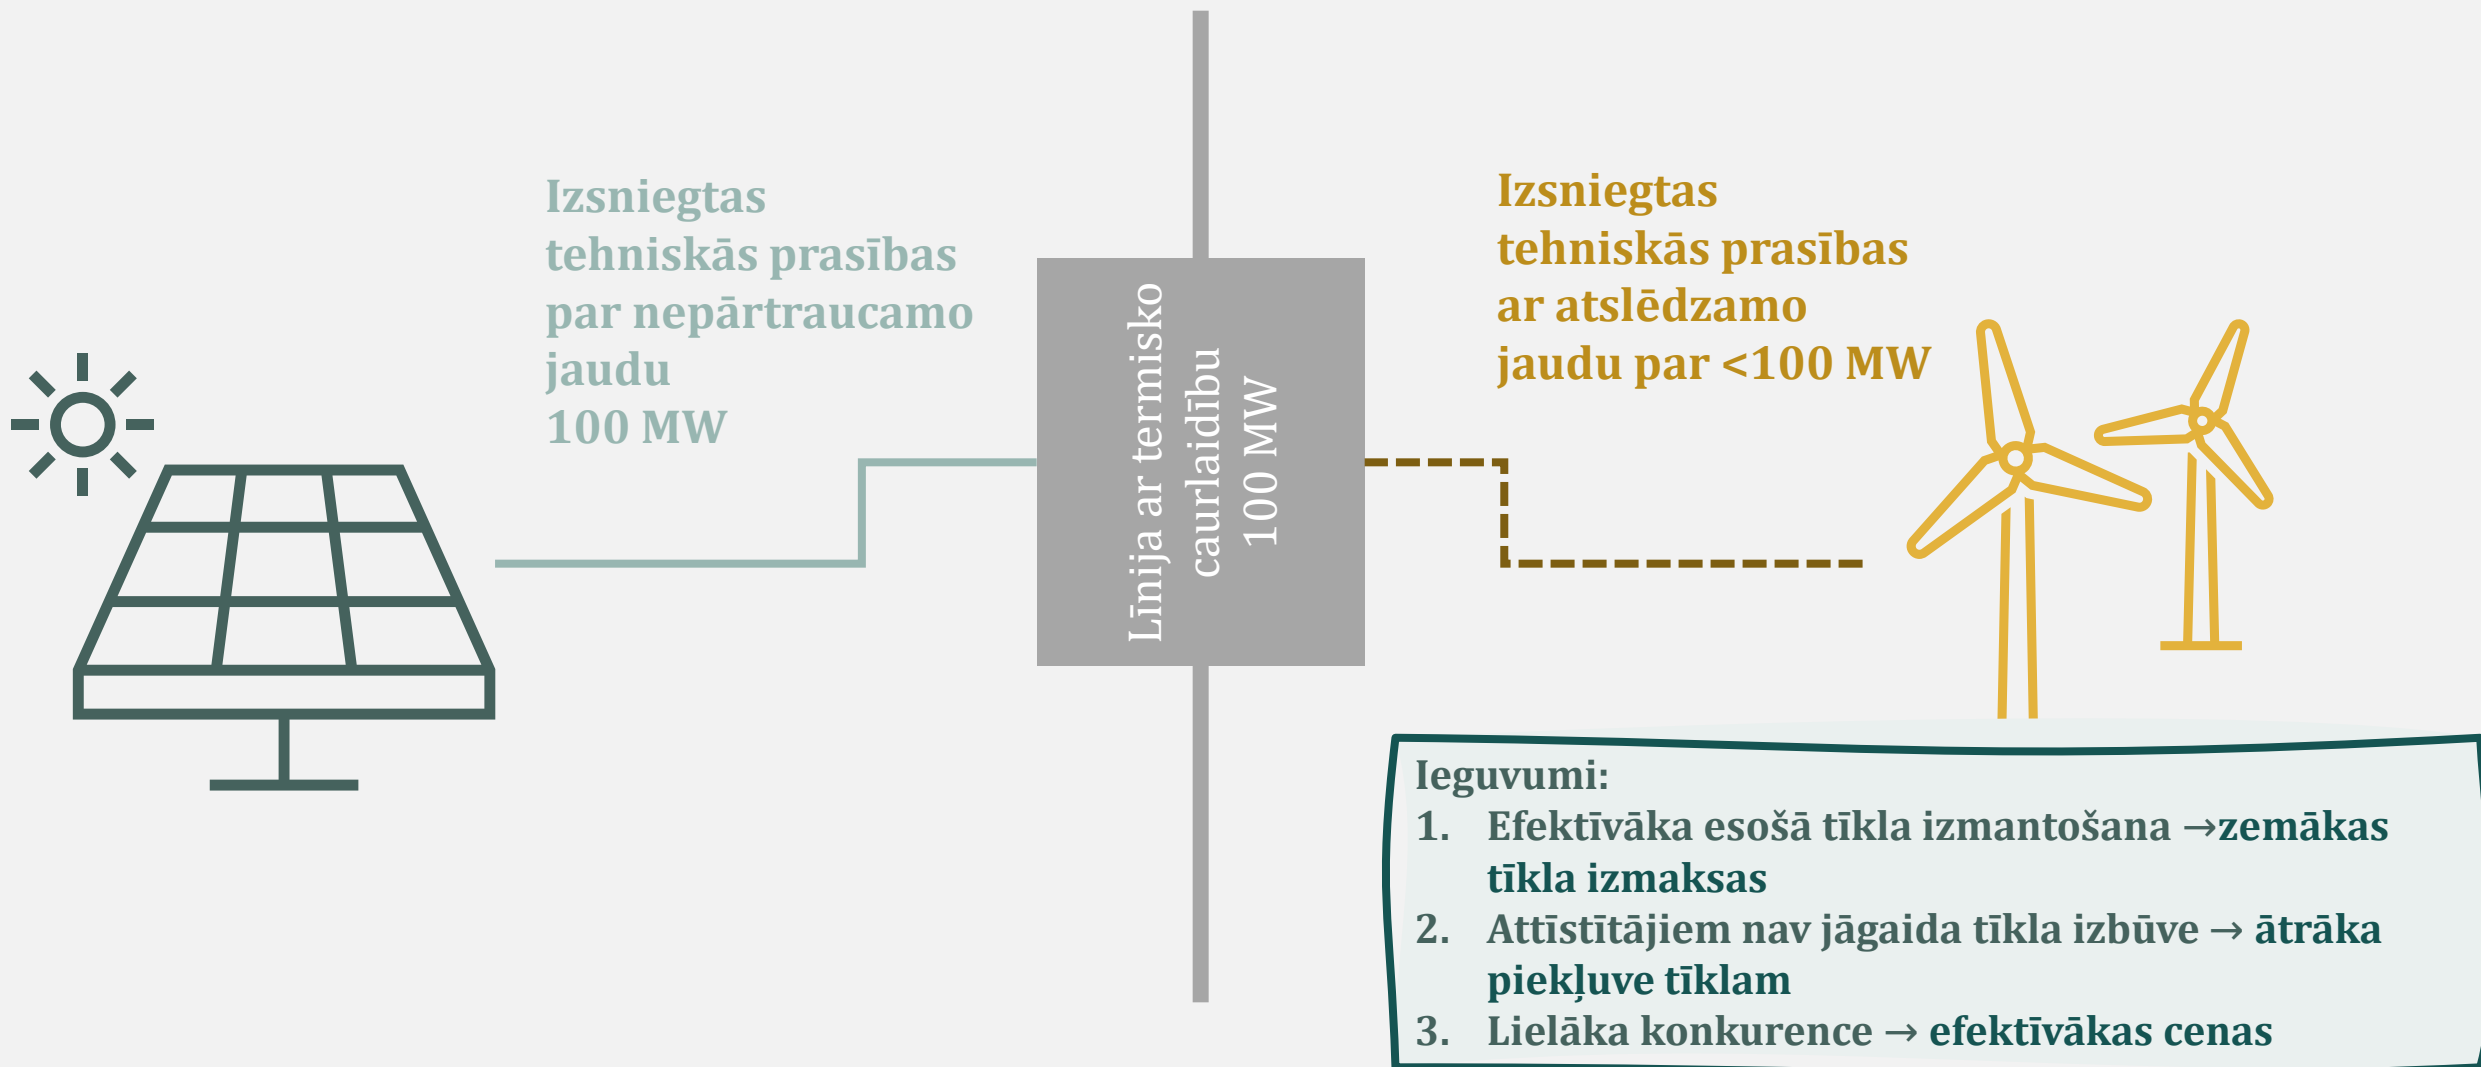 Izsniegtas
tehniskās prasības
par nepārtraucamo
jaudu
100 MW
Līnija ar termisko
caurlaidību
100 MW
Izsniegtas
tehniskās prasības
ar atslēdzamo
jaudu par <100 MW
Ieguvumi:
1. Efektīvāka esošā tīkla izmantošana →zemākas
tīkla izmaksas
2. Attīstītājiem nav jāgaida tīkla izbūve → ātrāka
piekļuve tīklam
3. Lielāka konkurence → efektīvākas cenas